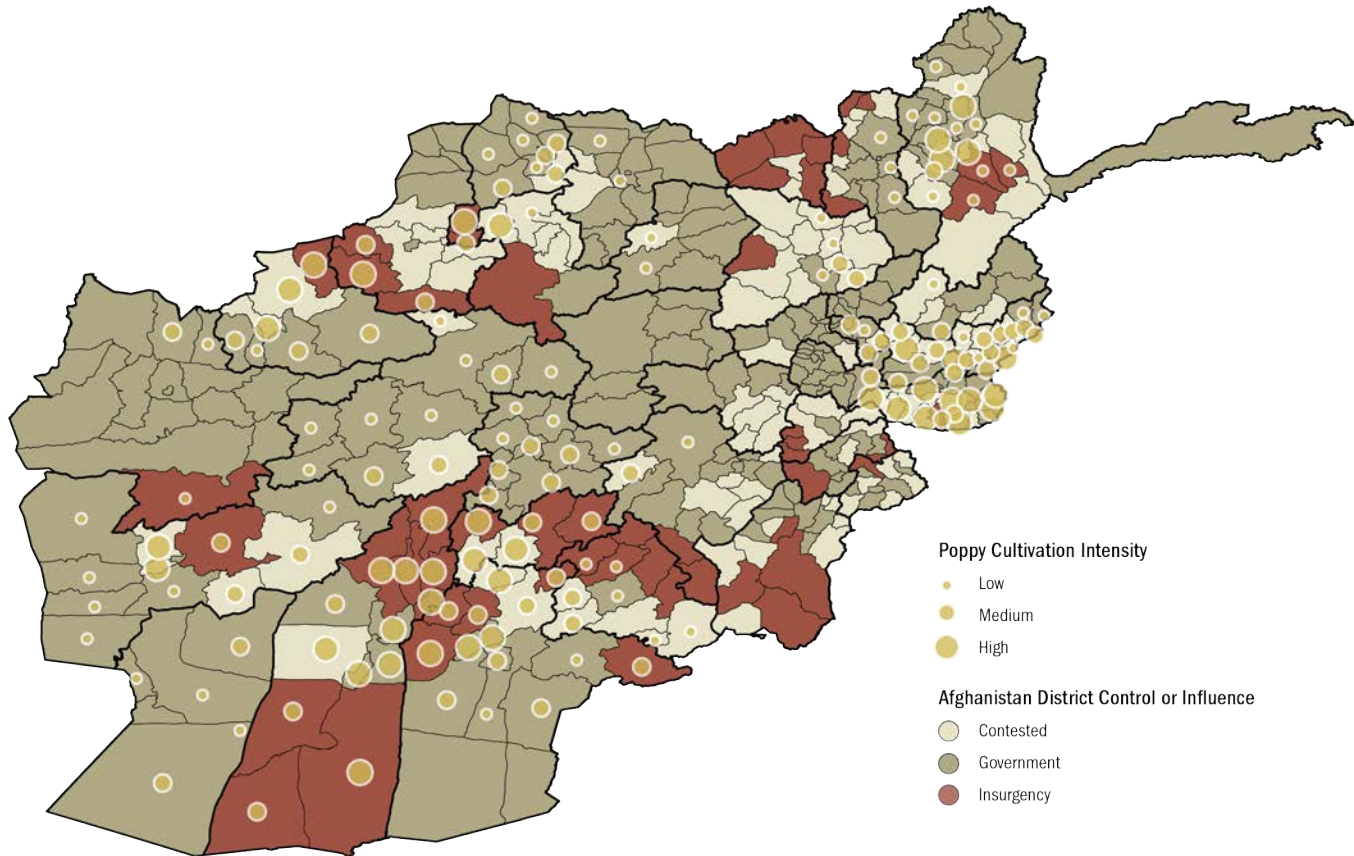 Poppy Cultivation Intensity
Low
Medium
High
Afghanistan District Control or Influence
Contested
Government
Insurgency